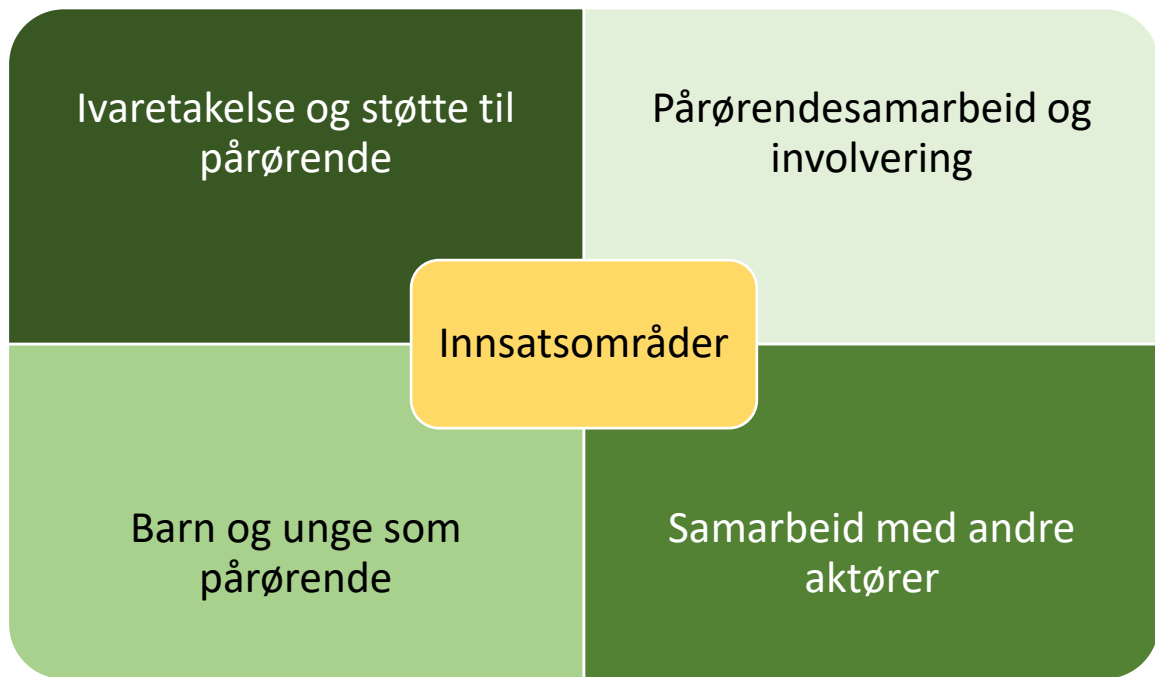 Ivaretakelse og støtte til
pårørende
Pårørendesamarbeid og
involvering
Innsatsområder
Barn og unge som
pårørende
Samarbeid med andre
aktører